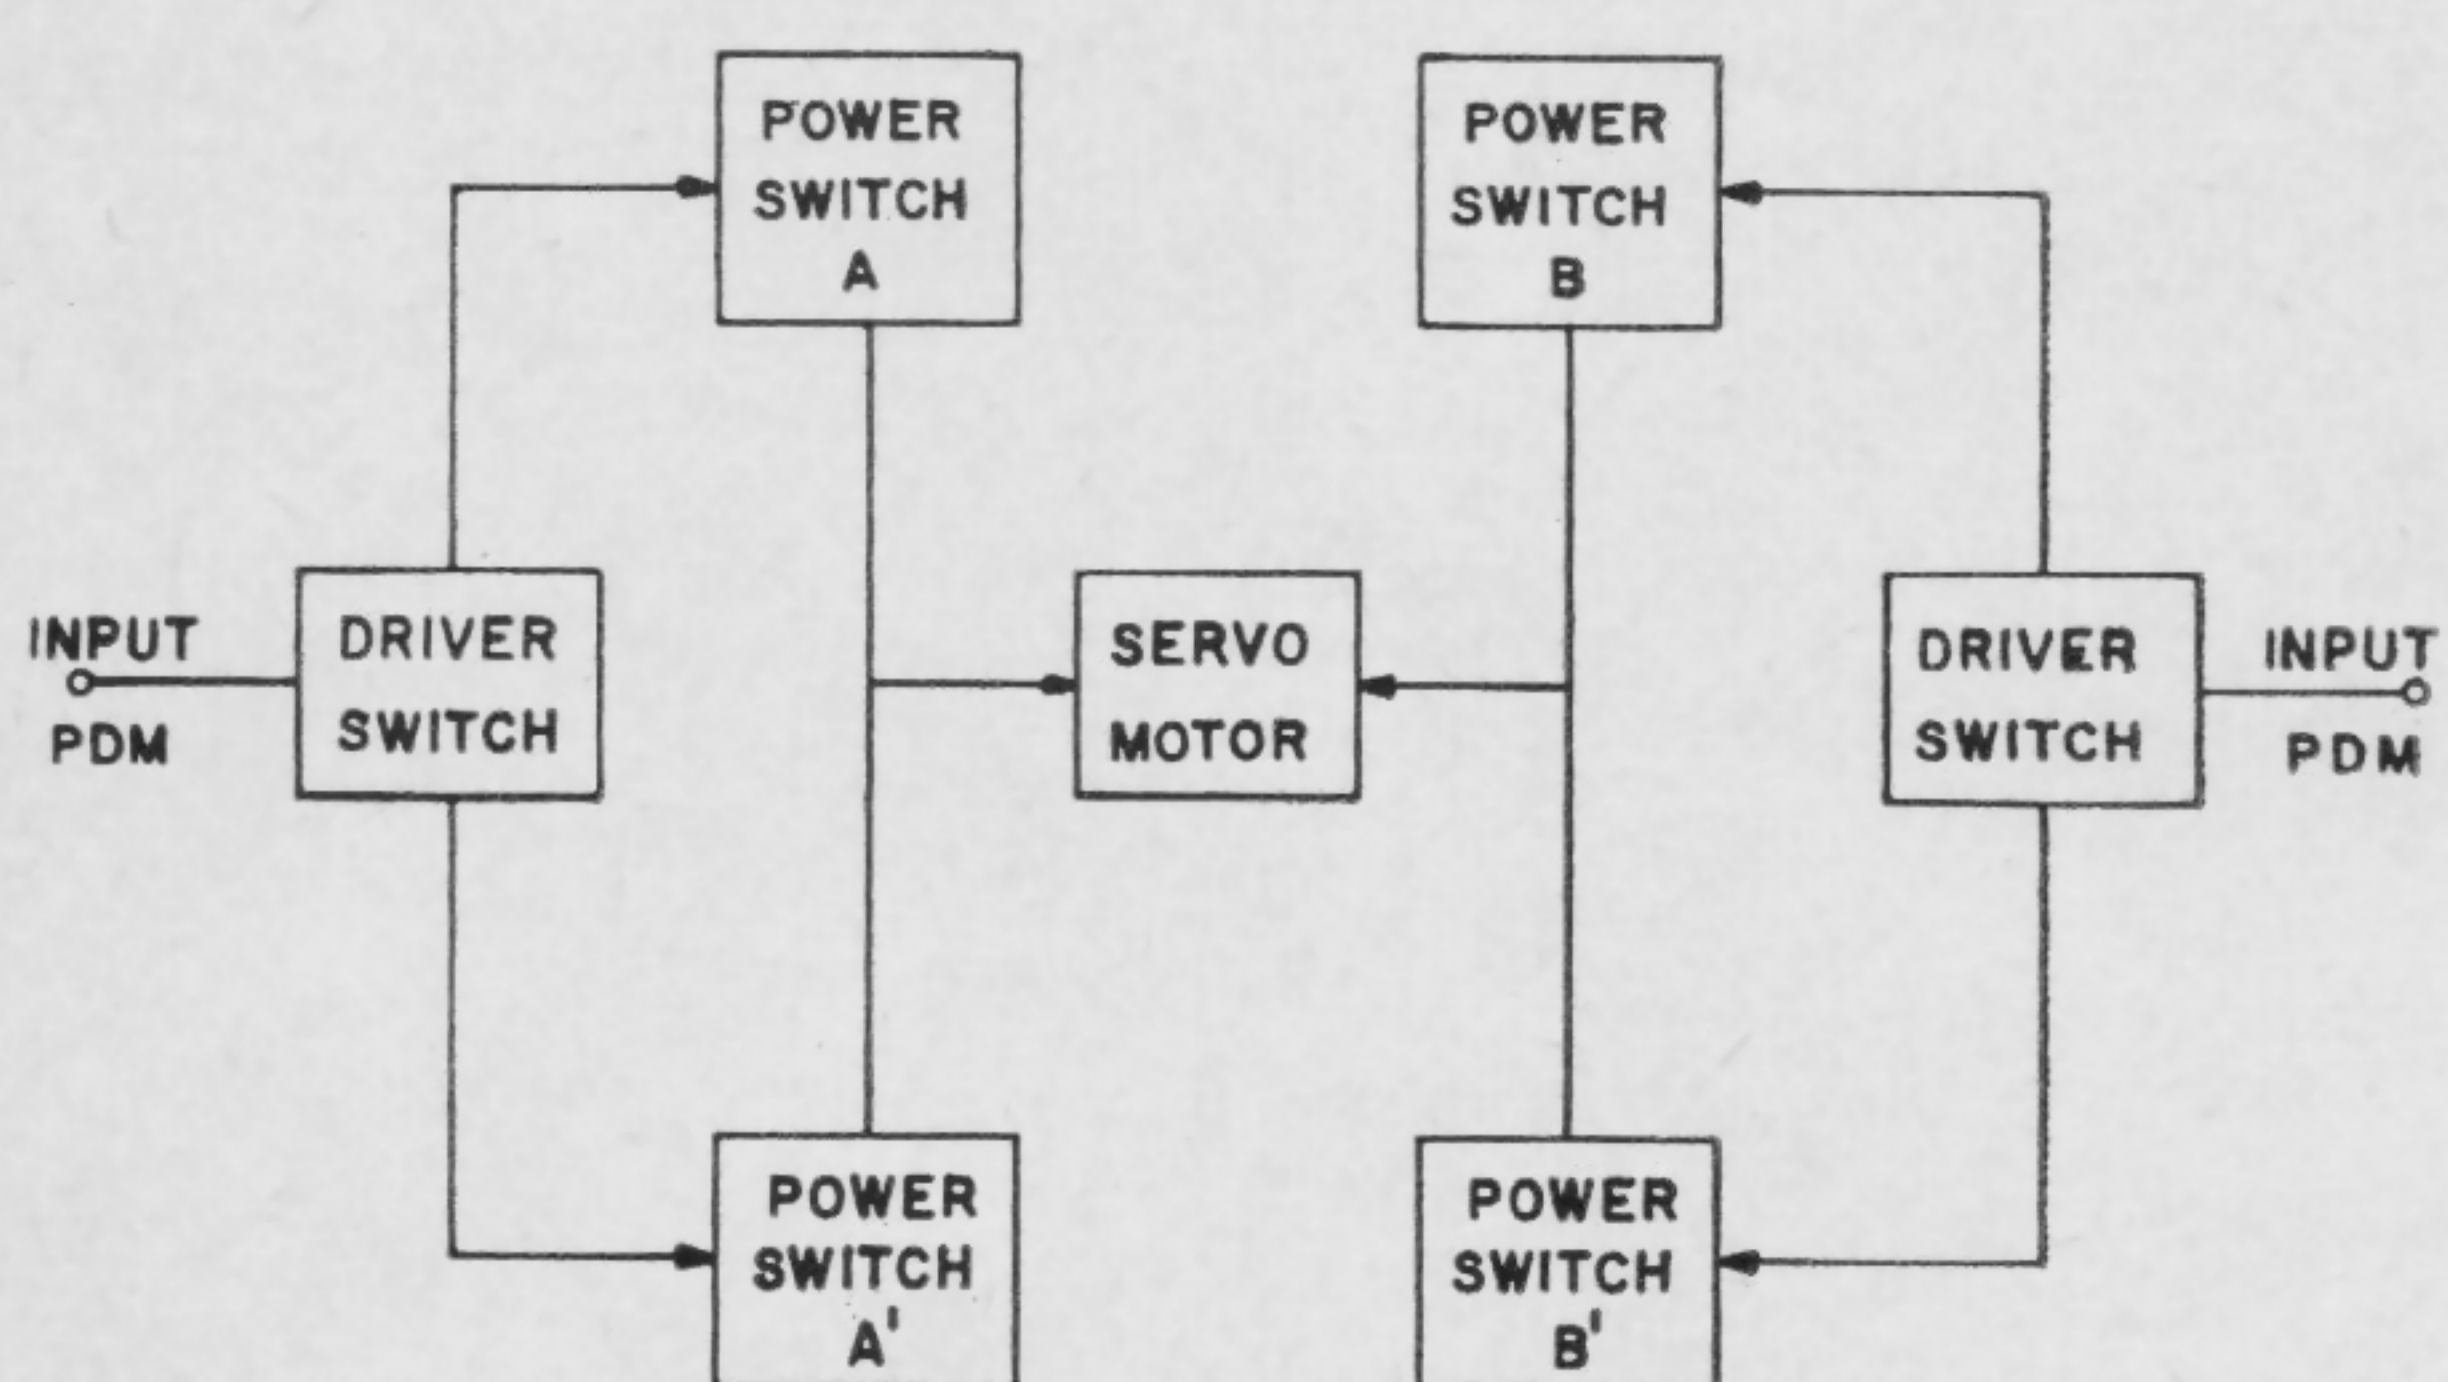 POWER
SWITCH
A
POWER
SWITCH
B
INPUT
PDM
DRIVER
SWITCH
SERVO
MOTOR
DRIVER
SWITCH
INPUT
PDM
POWER
SWITCH
A'
POWER
SWITCH
B'